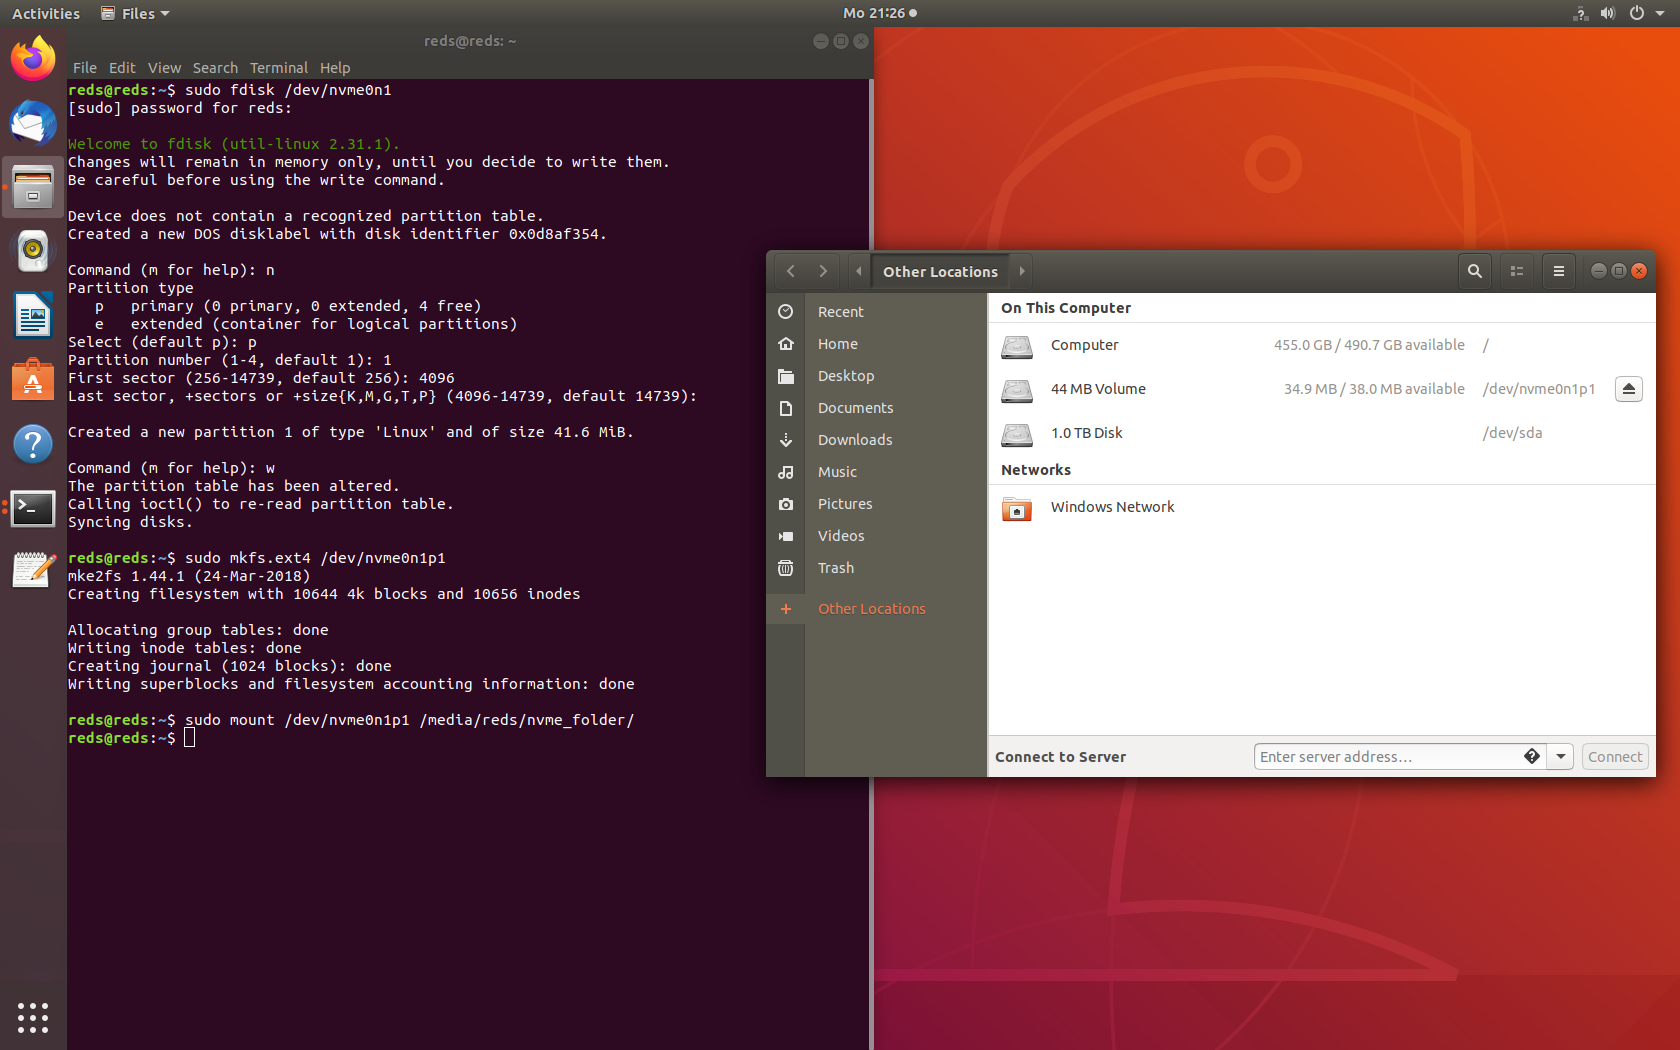 Activities
Files
Mo 21:26
reds@reds: ~
File Edit View Search Terminal Help
reds@reds:~$ sudo fdisk /dev/nvme0n1
[sudo] password for reds:
Welcome to fdisk (util-linux 2.31.1).
Changes will remain in memory only, until you decide to write them.
Be careful before using the write command.
Device does not contain a recognized partition table.
Created a new DOS disklabel with disk identifier 0x0d8af354.
Command (m for help): n
Partition type
p   primary (0 primary, 0 extended, 4 free)
e   extended (container for logical partitions)
Select (default p): p
Partition number (1-4, default 1): 1
First sector (256-14739, default 256): 4096
Last sector, +sectors or +size{K,M,G,T,P} (4096-14739, default 14739):
Created a new partition 1 of type 'Linux' and of size 41.6 MiB.
Command (m for help): w
The partition table has been altered.
Calling ioctl() to re-read partition table.
Syncing disks.
reds@reds:~$ sudo mkfs.ext4 /dev/nvme0n1p1
mke2fs 1.44.1 (24-Mar-2018)
Creating filesystem with 10644 4k blocks and 10656 inodes
Allocating group tables: done
Writing inode tables: done
Creating journal (1024 blocks): done
Writing superblocks and filesystem accounting information: done
reds@reds:~$ sudo mount /dev/nvme0n1p1 /media/reds/nvme_folder/
reds@reds:~$
Other Locations
Recent
Home
Desktop
Documents
Downloads
Music
Pictures
Videos
Trash
+ Other Locations
On This Computer
Computer 455.0 GB / 490.7 GB available /
44 MB Volume 34.9 MB / 38.0 MB available /dev/nvme0n1p1
1.0 TB Disk /dev/sda
Networks
Windows Network
Connect to Server
Enter server address…
Connect